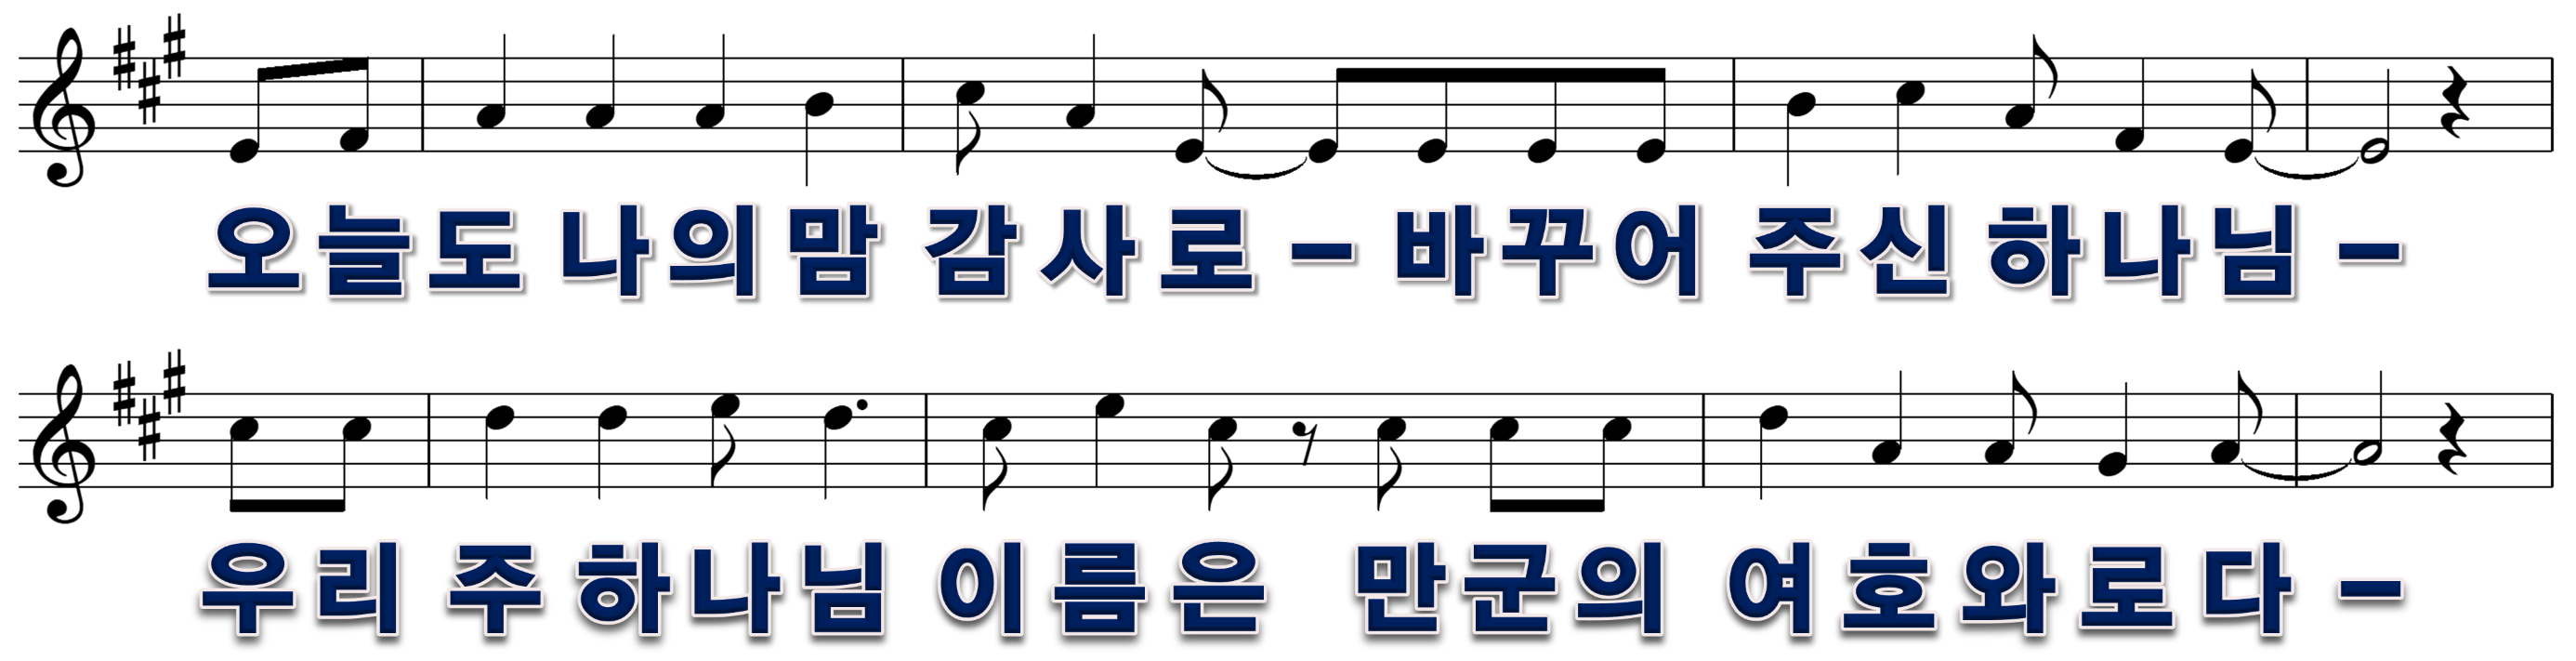 오늘도 나의 맘 감사로 - 바꾸어 주신 하나님 -
우리 주 하나님 이름은 만군의 여호와로다 -